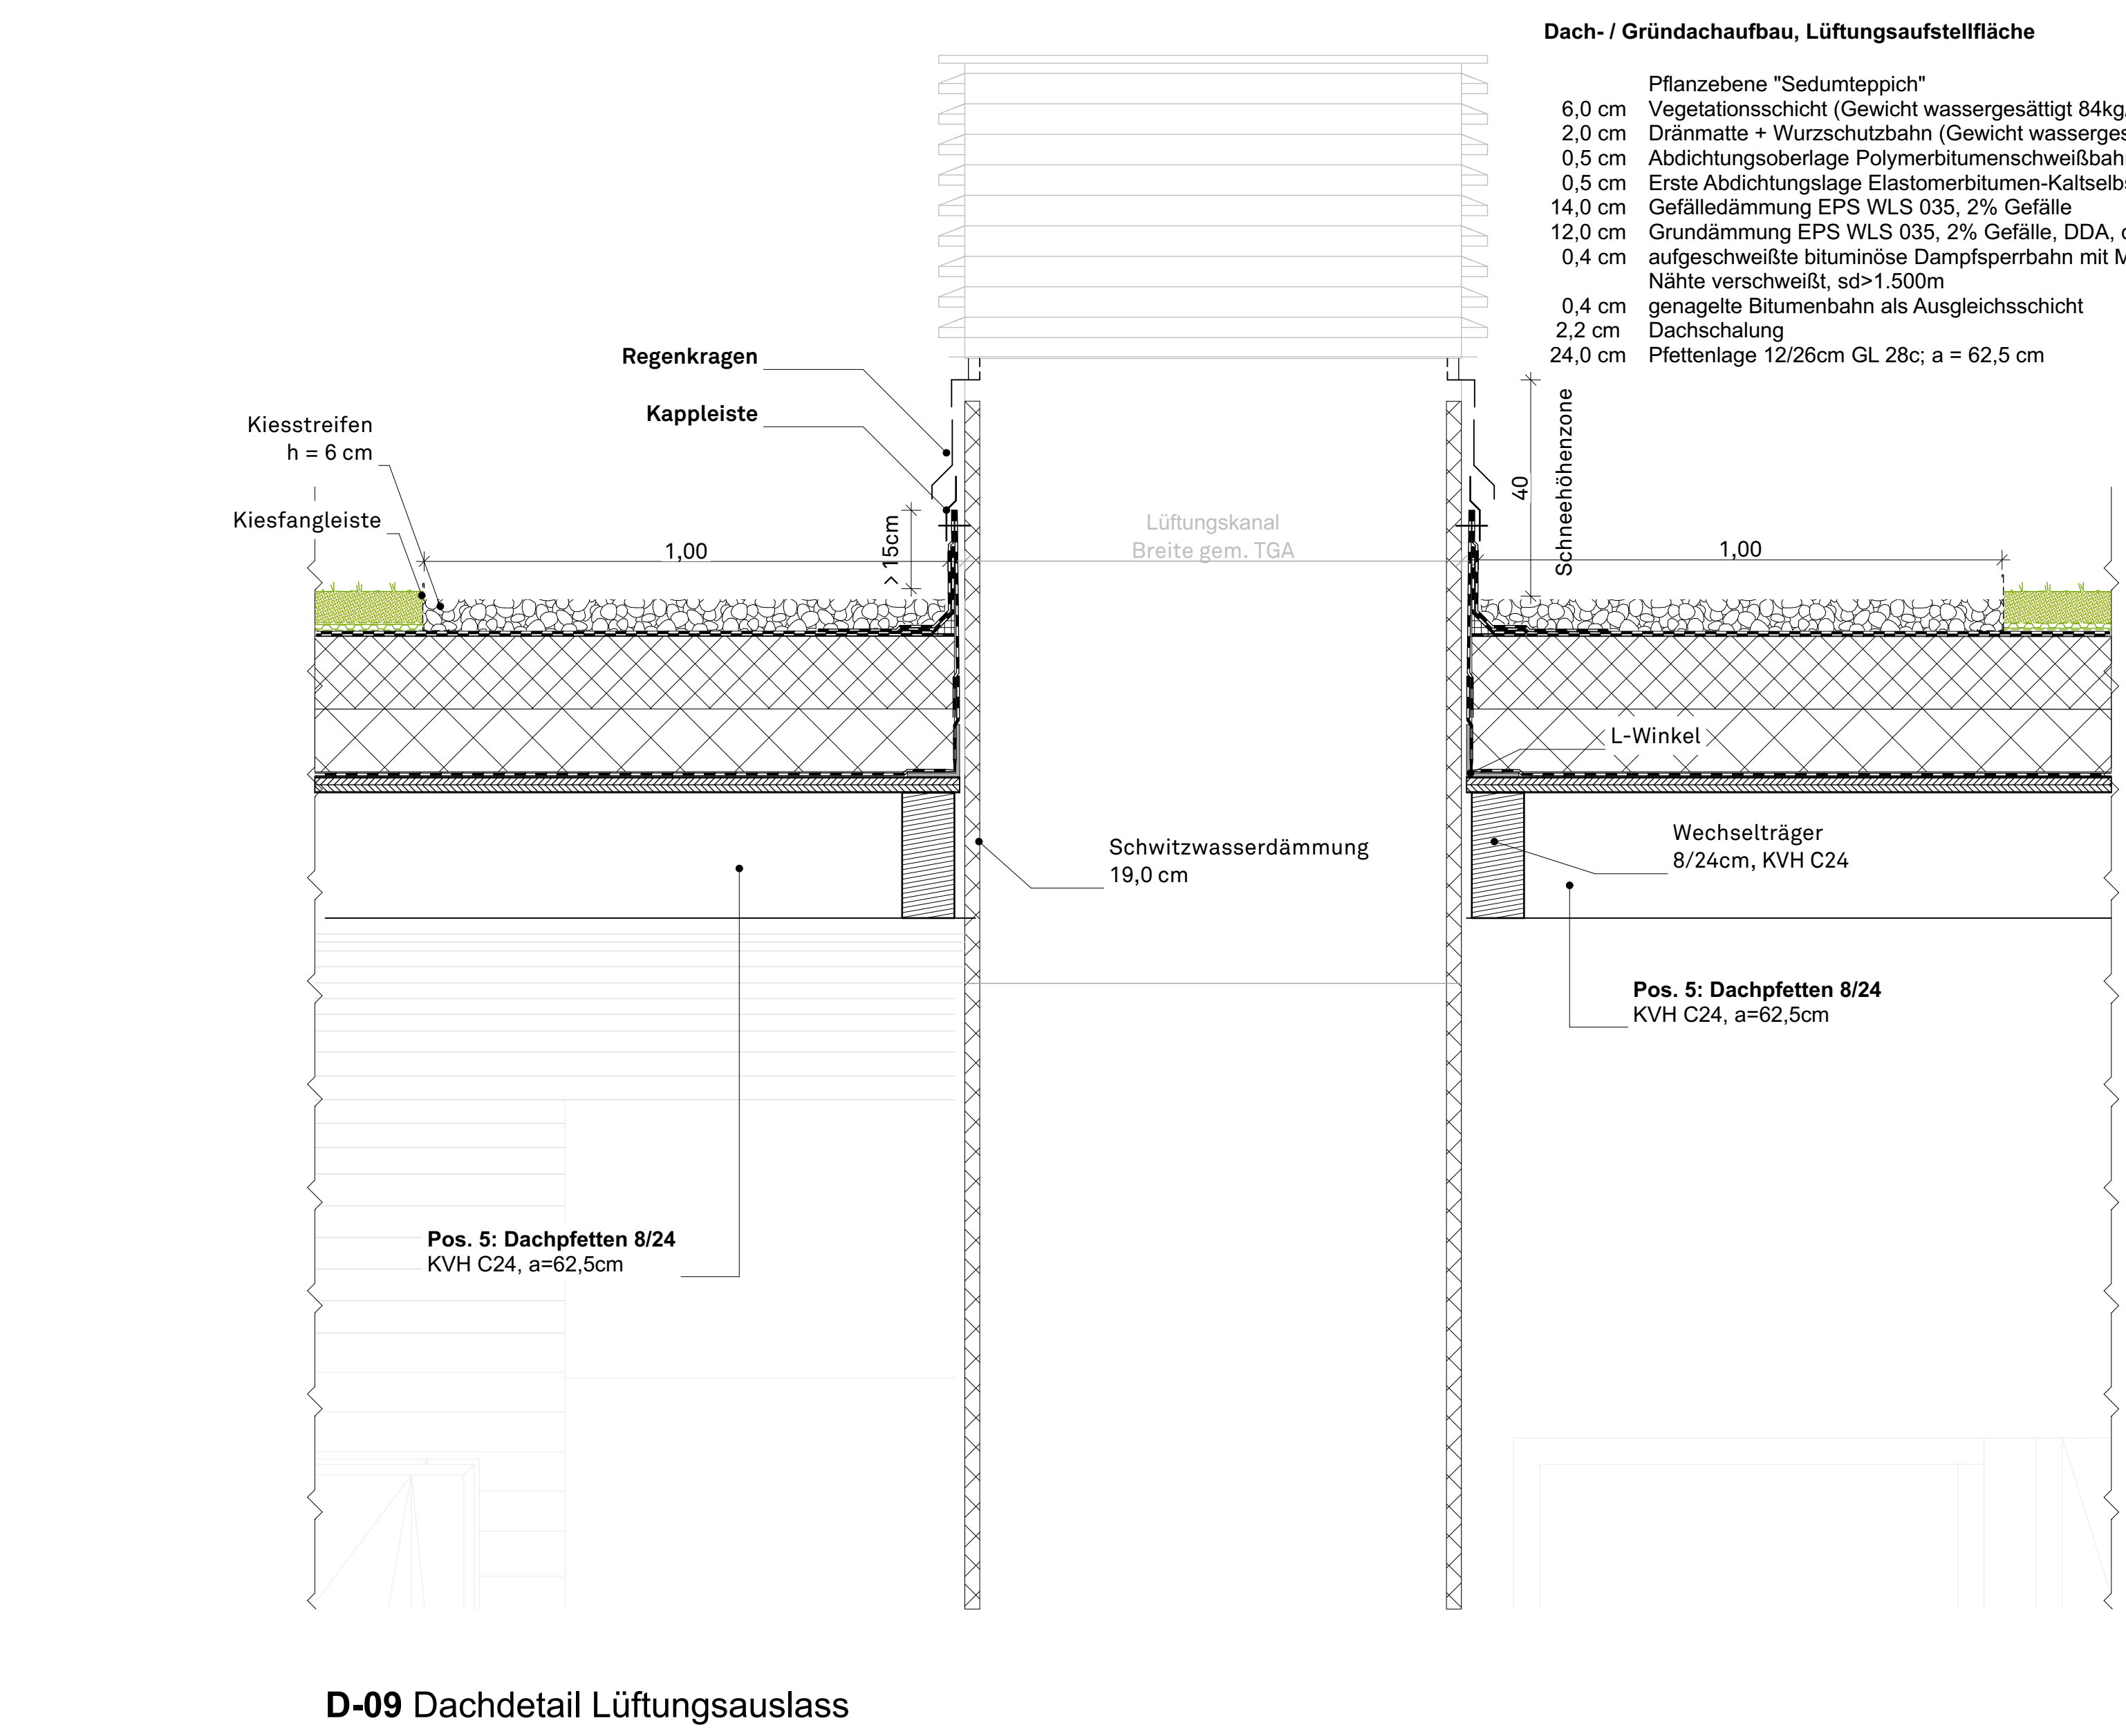 Dach- / Gründachaufbau, Lüftungsaufstellfläche
Pflanzebene "Sedumteppich"
6,0 cm Vegetationsschicht (Gewicht wassergesättigt 84kg
2,0 cm Dränmatte + Wurzschutzbahn (Gewicht
0,5 cm Abdichtungsoberlage
0,5 cm Erste Abdichtungslage
14,0 cm Gefälledämmung EPS WLS 035, 2% Gefälle
12,0 cm Grundämmung EPS WLS 035, 2% Gefälle, DDA,
0,4 cm aufgeschweißte bituminöse Dampfsperrbahn mit
Nähte verschweißt, sd>1.500m
0,4 cm genagelte Bitumenbahn als Ausgleichsschicht
2,2 cm Dachschalung
24,0 cm Pfettenlage 12/26cm GL 28c; a = 62,5 cm
Regenkragen
Kappleiste
Kiesstreifen
h = 6 cm
Kiesfangleiste
1,00
> 15cm
Lüftungskanal
Breite gem. TGA
40
Schneehöhenzone
1,00
L-Winkel
Schwitzwasserdämmung
19,0 cm
Wechselträger
8/24cm, KVH C24
Pos. 5: Dachpfetten 8/24
KVH C24, a=62,5cm
Pos. 5: Dachpfetten 8/24
KVH C24, a=62,5cm
D-09 Dachdetail Lüftungsauslass